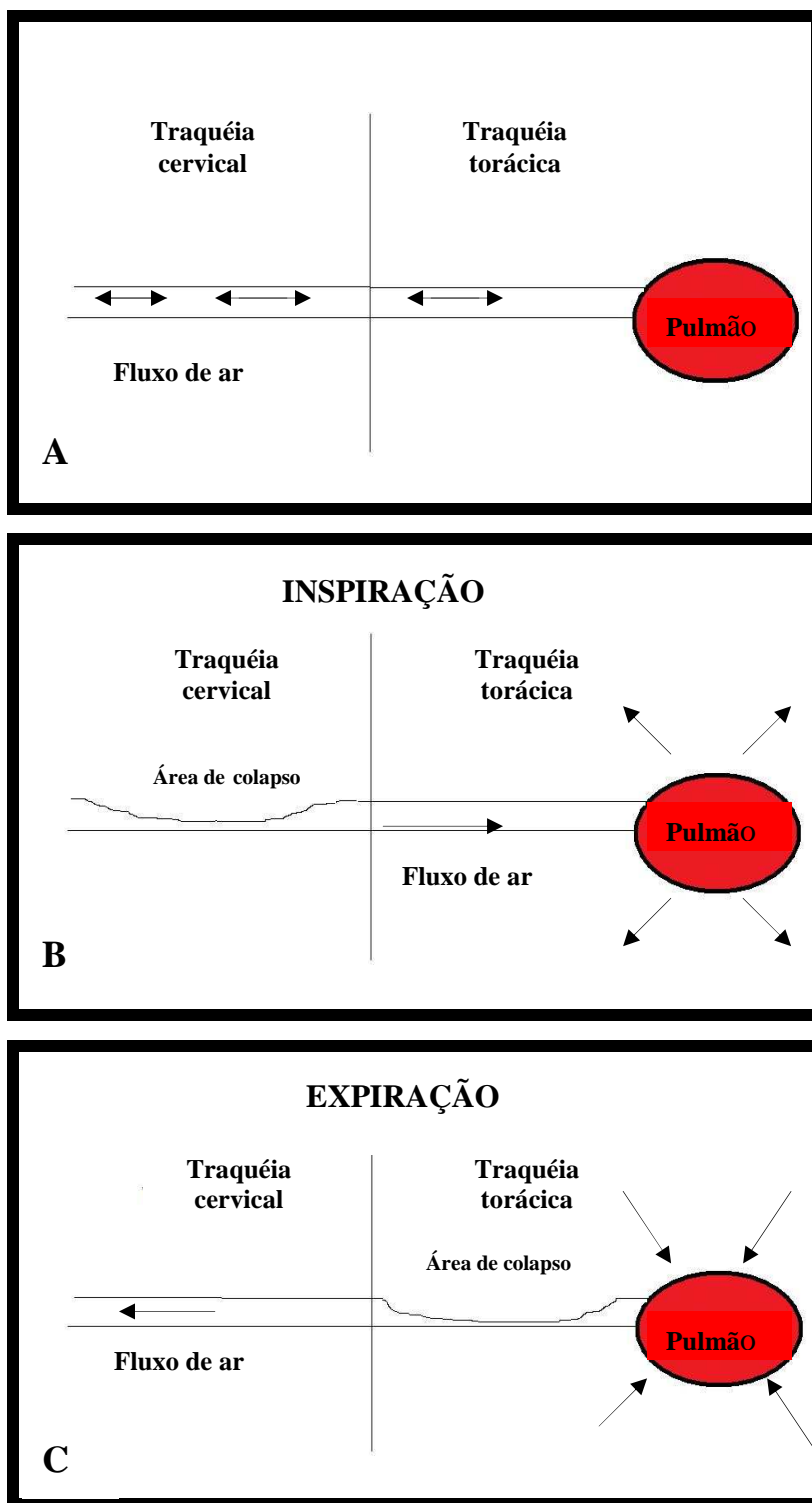 Traquéia
cervical
Traquéia
torácica
Pulmão
Fluxo de ar
A
INSPIRAÇÃO
Traquéia
cervical
Traquéia
torácica
Área de colapso
Pulmão
Fluxo de ar
B
EXPIRAÇÃO
Traquéia
cervical
Traquéia
torácica
Área de colapso
Pulmão
Fluxo de ar
C